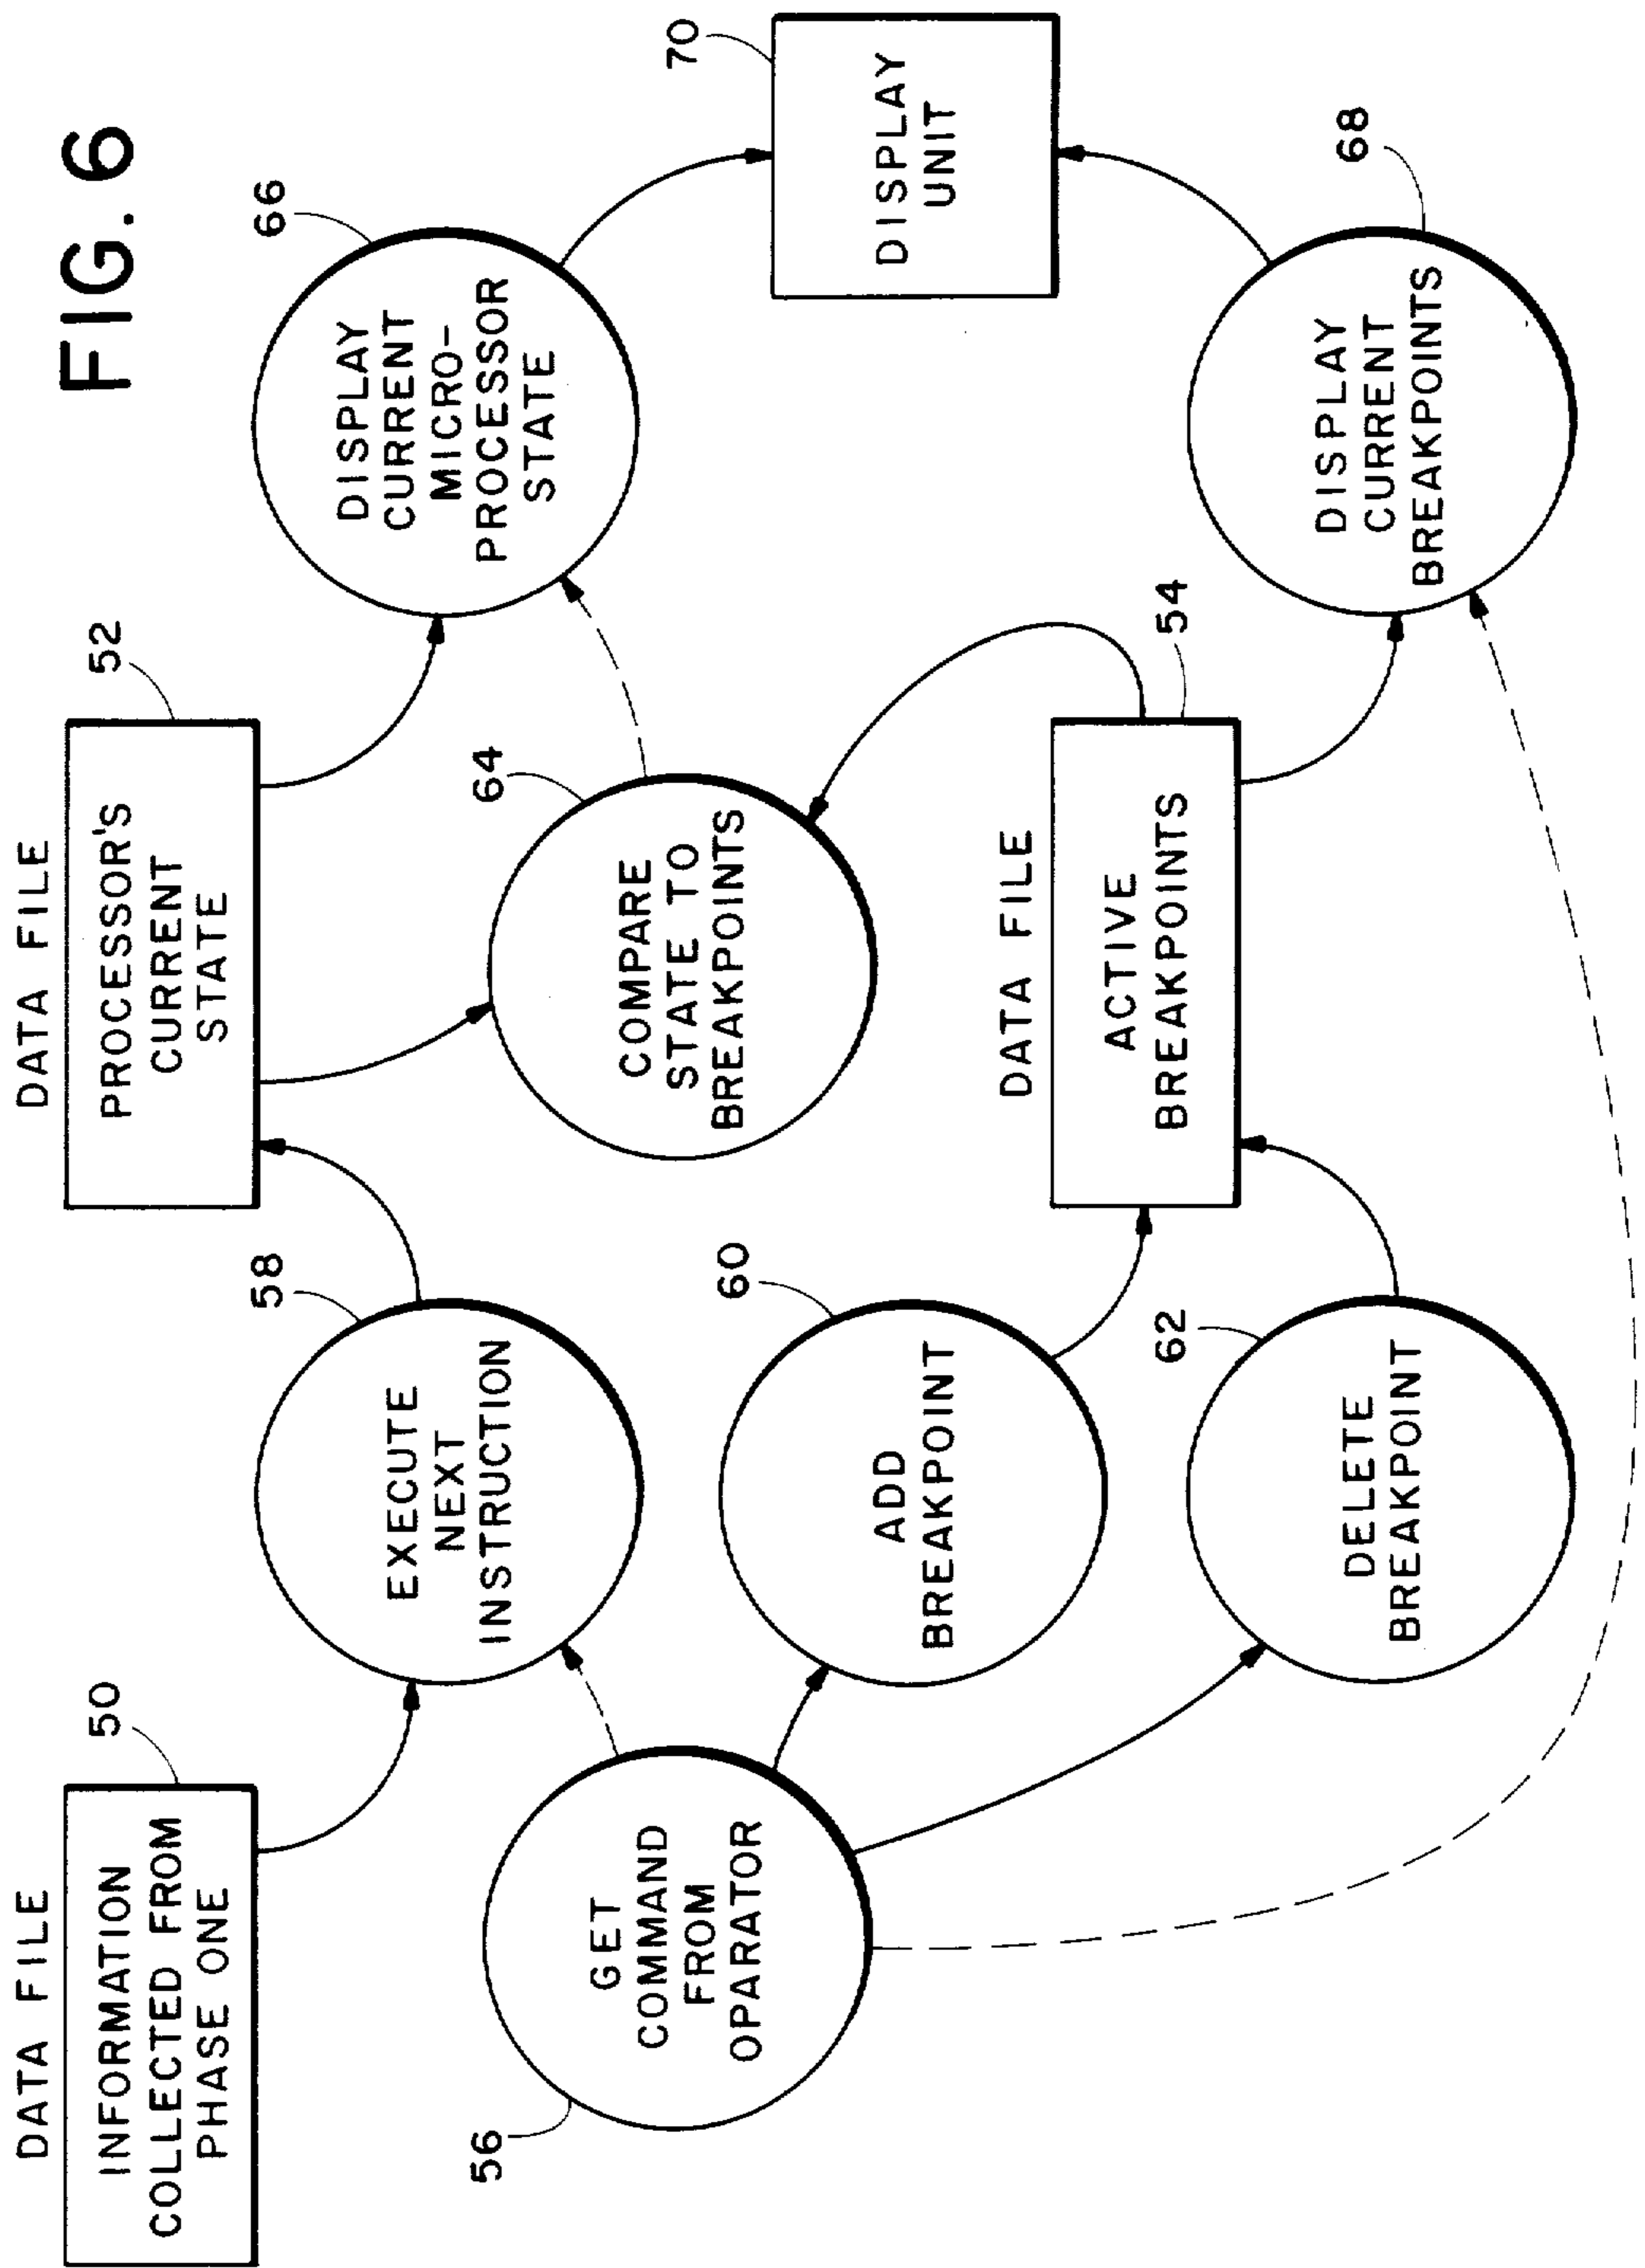 FIG. 6
DATA FILE
INFORMATION
COLLECTED FROM
PHASE ONE
50
DATA FILE
PROCESSOR'S
CURRENT
STATE
52
EXECUTE
NEXT
INSTRUCTION
58
DISPLAY
CURRENT
MICRO-
PROCESSOR
STATE
66
GET
COMMAND
FROM
OPARATOR
56
COMPARE
STATE TO
BREAKPOINTS
64
ADD
BREAKPOINT
60
DISPLAY
UNIT
70
DATA FILE
ACTIVE
BREAKPOINTS
54
DELETE
BREAKPOINT
62
DISPLAY
CURRENT
BREAKPOINTS
68